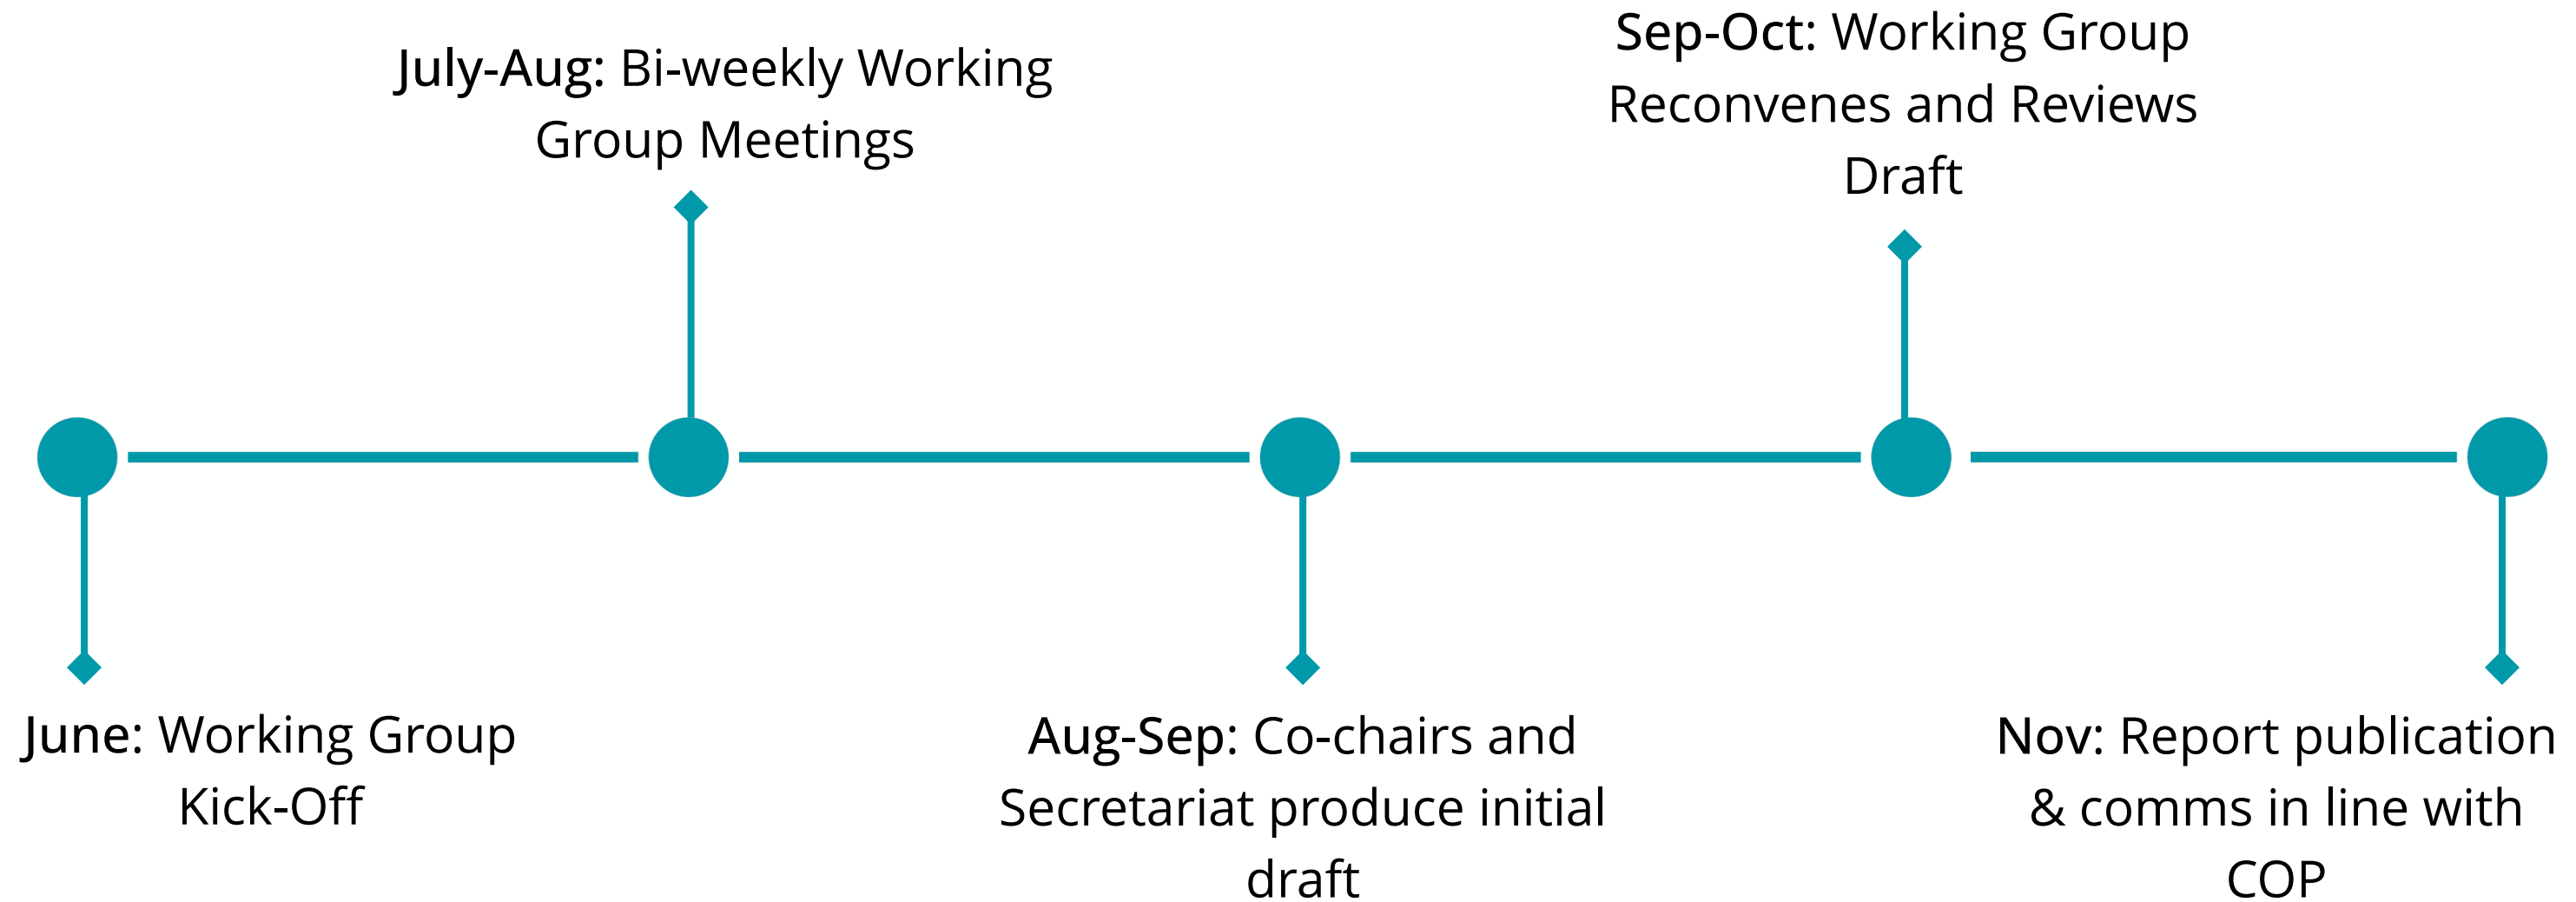 July-Aug: Bi-weekly Working
Group Meetings
Sep-Oct: Working Group
Reconvenes and Reviews
Draft
June: Working Group
Kick-Off
Aug-Sep: Co-chairs and
Secretariat produce initial
draft
Nov: Report publication
& comms in line with
COP